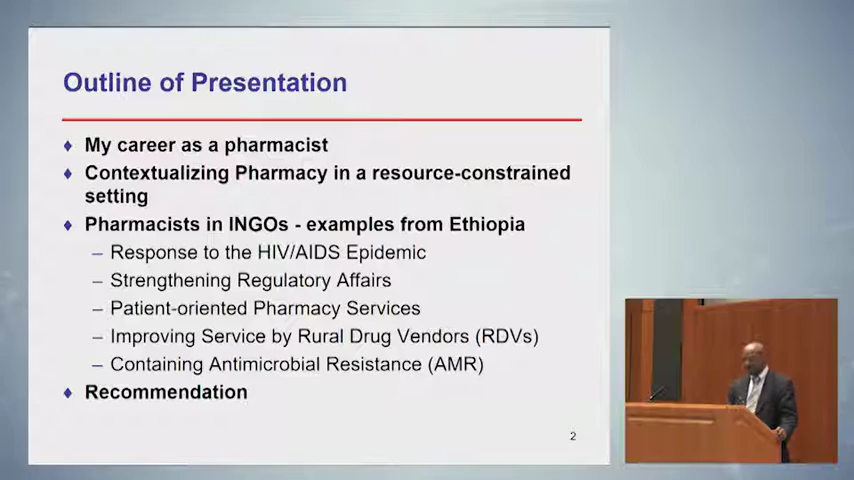 Outline of Presentation
♦ My career as a pharmacist
♦ Contextualizing Pharmacy in a resource-constrained
setting
♦ Pharmacists in INGOs - examples from Ethiopia
– Response to the HIV/AIDS Epidemic
– Strengthening Regulatory Affairs
– Patient-oriented Pharmacy Services
– Improving Service by Rural Drug Vendors (RDVs)
– Containing Antimicrobial Resistance (AMR)
♦ Recommendation
2